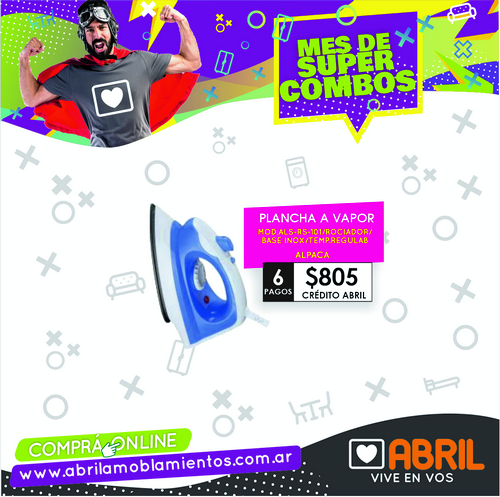 MES DE
SUPER
COMBOS
PLANCHA A VAPOR
MOD ALS-RS-101/ROCIADOR/
BASE INOX/TEMP.REGULAB
ALPACA
6
PAGOS
$805
CRÉDITO ABRIL
COMPRÁ ONLINE
www.abrilamoblamientos.com.ar
ABRIL
VIVE EN VOS